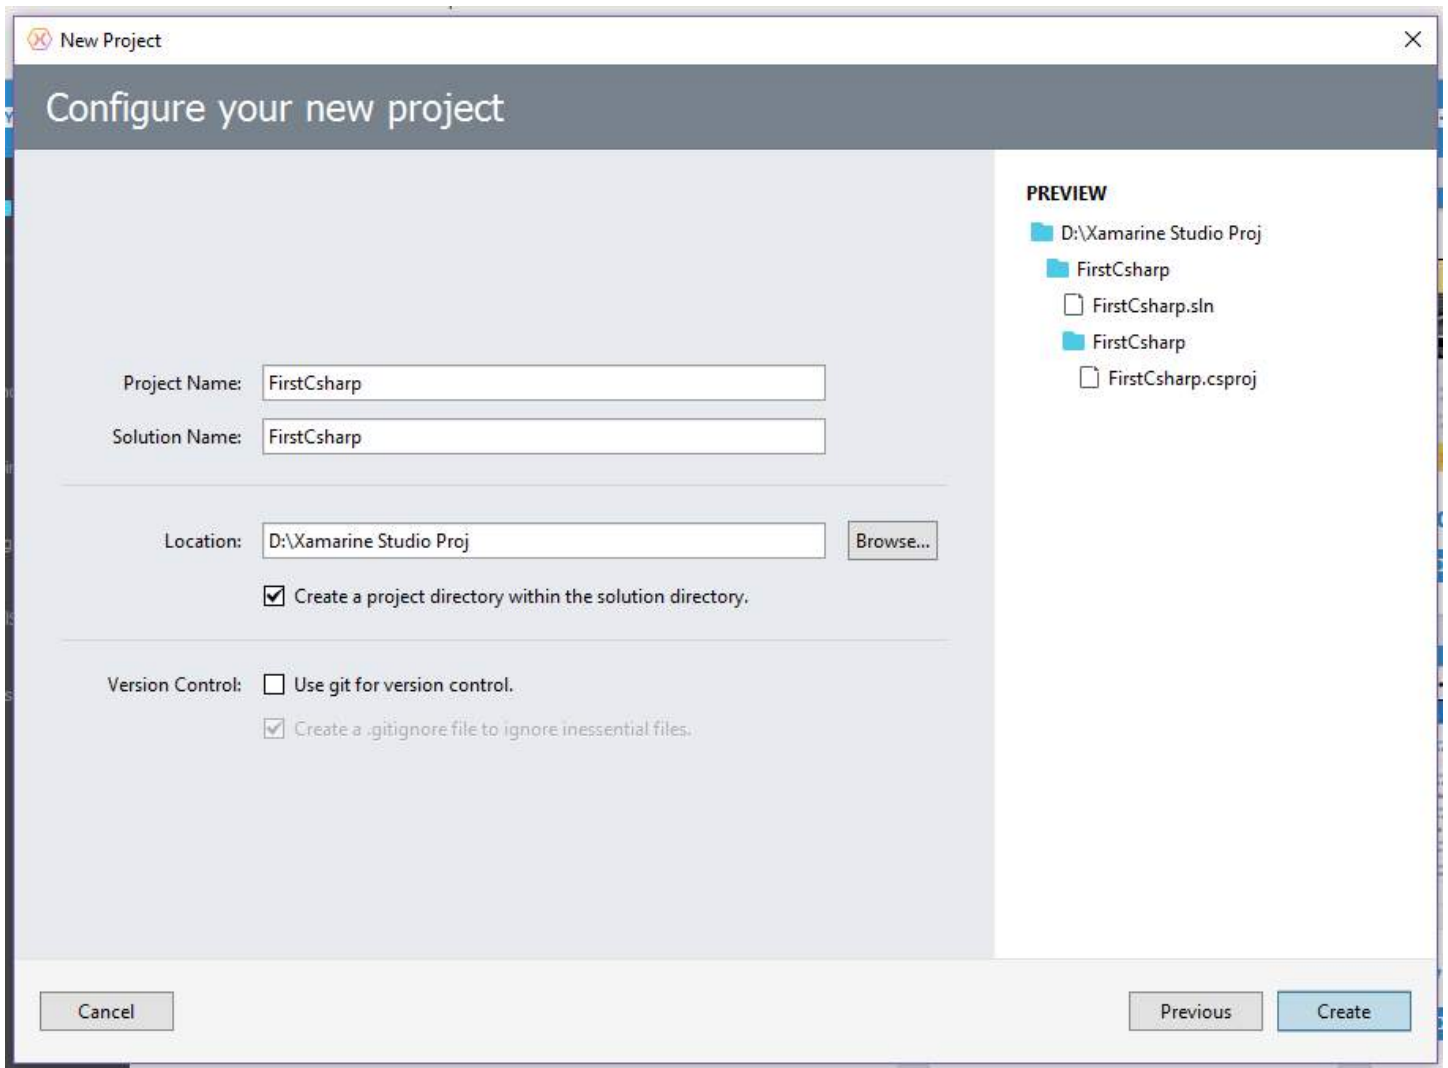 New Project
Configure your new project
Project Name: FirstCsharp
Solution Name: FirstCsharp
Location: D:\Xamarine Studio Proj Browse...
Create a project directory within the solution directory.
Version Control: Use git for version control.
Create a .gitignore file to ignore inessential files.
PREVIEW
D:\Xamarine Studio Proj
FirstCsharp
FirstCsharp.sln
FirstCsharp
FirstCsharp.csproj
Cancel Previous Create